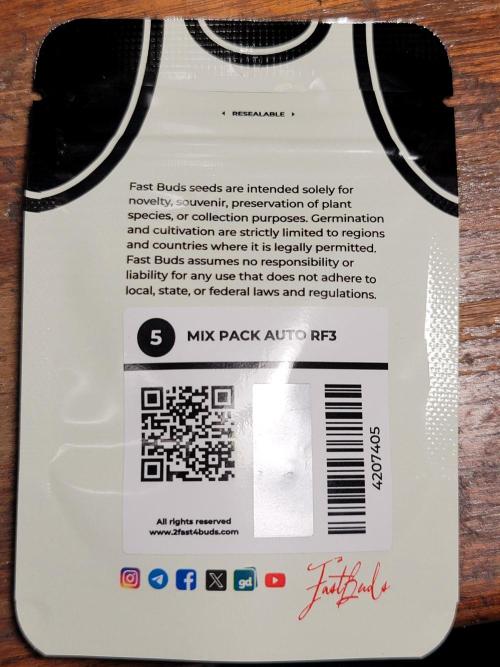 RESEALABLE
Fast Buds seeds are intended solely for
novelty, souvenir, preservation of plant
species, or collection purposes. Germination
and cultivation are strictly limited to regions
and countries where it is legally permitted.
Fast Buds assumes no responsibility or
liability for any use that does not adhere to
local, state, or federal laws and regulations.
5 MIX PACK AUTO RF3
4207405
All rights reserved
www.2fast4buds.com
gd
FastBuds